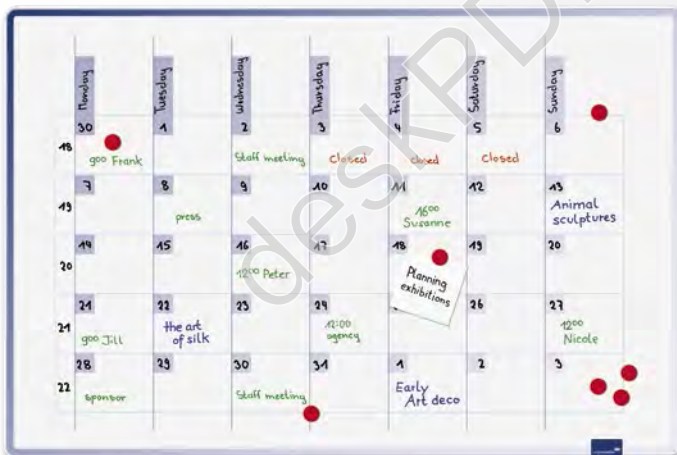 Monday
Tuesday
Wednesday
Thursday
Friday
Saturday
Sunday
18
30
1
2
3
4
5
6
9⁰⁰ Frank
Staff meeting
closed
closed
closed
19
7
8
9
10
11
12
13
press
16⁰⁰
Susanne
Animal
sculptures
20
14
15
16
17
18
19
20
12⁰⁰ Peter
Planning
exhibitions
21
21
22
23
24
26
27
9⁰⁰ Jill
the art
of silk
12:00
agency
12⁰⁰
Nicole
22
28
29
30
31
1
2
3
sponsor
Staff meeting
Early
Art deco
deskPD